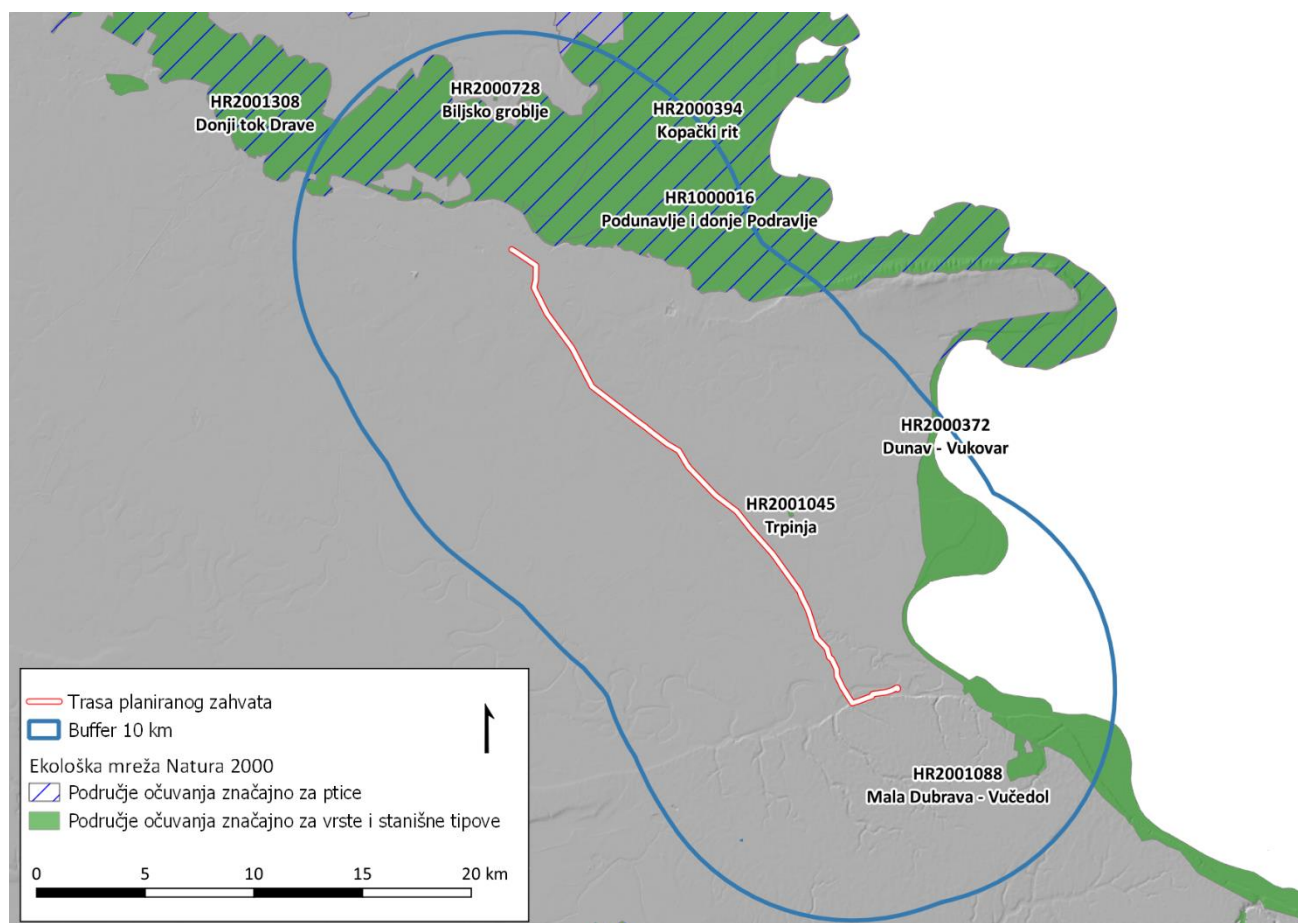 HR2000728
Biljsko groblje
HR2001308
Donji tok Drave
HR2000394
Kopački rit
HR1000016
Podunavlje i donje Podravlje
HR2000372
Dunav - Vukovar
HR2001045
Trpinja
HR2001088
Mala Dubrava - Vučedol
Trasa planiranog zahvata
Buffer 10 km
Ekološka mreža Natura 2000
Područje očuvanja značajno za ptice
Područje očuvanja značajno za vrste i stanišne tipove
0 5 10 15 20 km